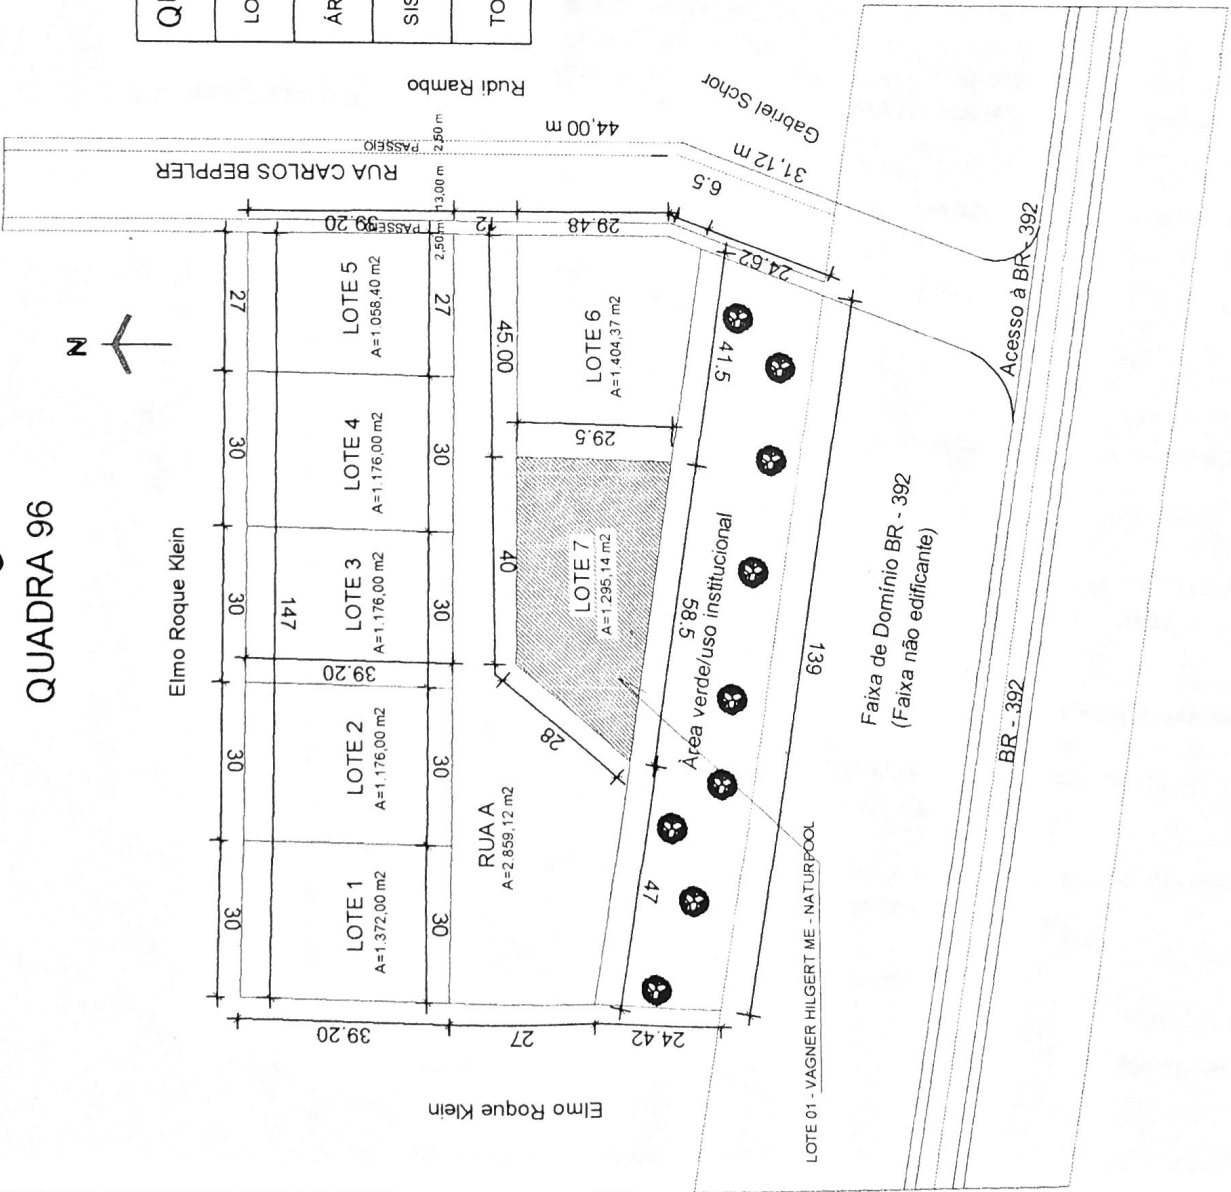 QUADRA 96
QU
LO
ÁR
SIS
TO
Elmo Roque Klein
N
Rudi Rambo
Gabriel Schor
RUA CARLOS BEPPLER
PASSEIO
2,50 m
13,00 m
PASSEIO
2,50 m
44,00 m
31,12 m
6.5
39.20
12
29.48
24.62
30
30
30
30
27
147
39.20
LOTE 1
A=1.372,00 m2
LOTE 2
A=1.176,00 m2
LOTE 3
A=1.176,00 m2
LOTE 4
A=1.176,00 m2
LOTE 5
A=1.058,40 m2
30
30
30
30
27
40
45.00
RUA A
A=2.859,12 m2
28
LOTE 7
A=1.295,14 m2
29.5
LOTE 6
A=1.404,37 m2
47
58.5
41.5
Área verde/uso institucional
139
39.20
27
24.42
Elmo Roque Klein
LOTE 01 - VAGNER HILGERT ME - NATURPOOL
Faixa de Domínio BR - 392
(Faixa não edificante)
BR - 392
Acesso à BR - 392